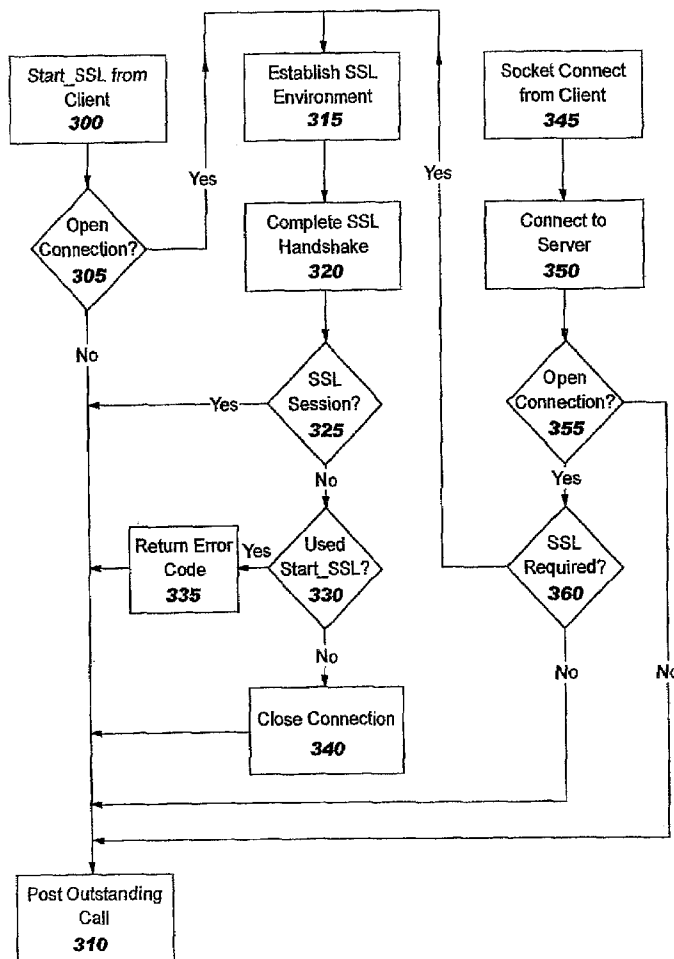 Start_SSL from
Client
300
Establish SSL
Environment
315
Socket Connect
from Client
345
Yes
Yes
Open
Connection?
305
Complete SSL
Handshake
320
Connect to
Server
350
No
SSL
Session?
325
Yes
No
Open
Connection?
355
Yes
No
Return Error
Code
335
Yes
Used
Start_SSL?
330
No
SSL
Required?
360
No
Close Connection
340
Post Outstanding
Call
310